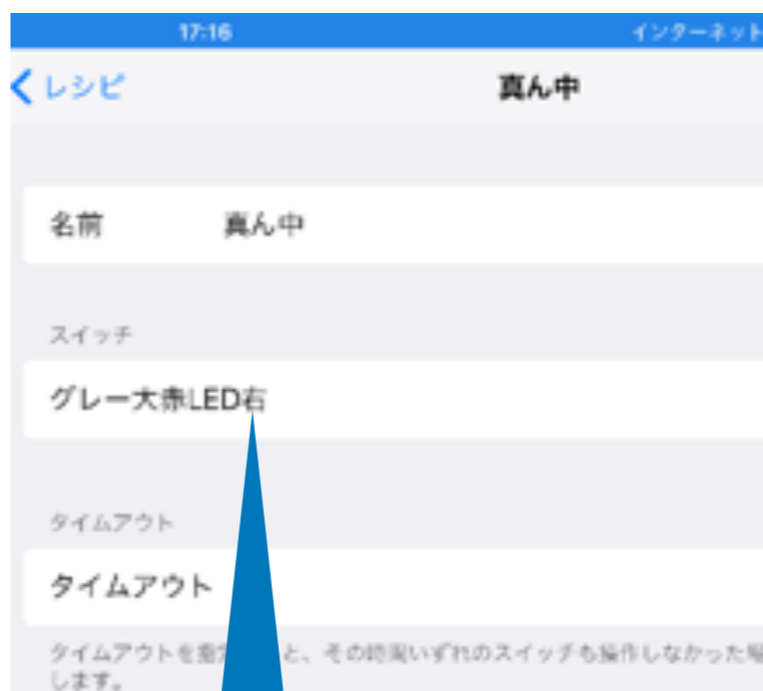 17:16 インターネット
レシピ 真ん中
名前 真ん中
スイッチ
グレー大赤LED右
タイムアウト
タイムアウト
タイムアウトを指 と、その時間いずれのスイッチも操作しなかった場
します。